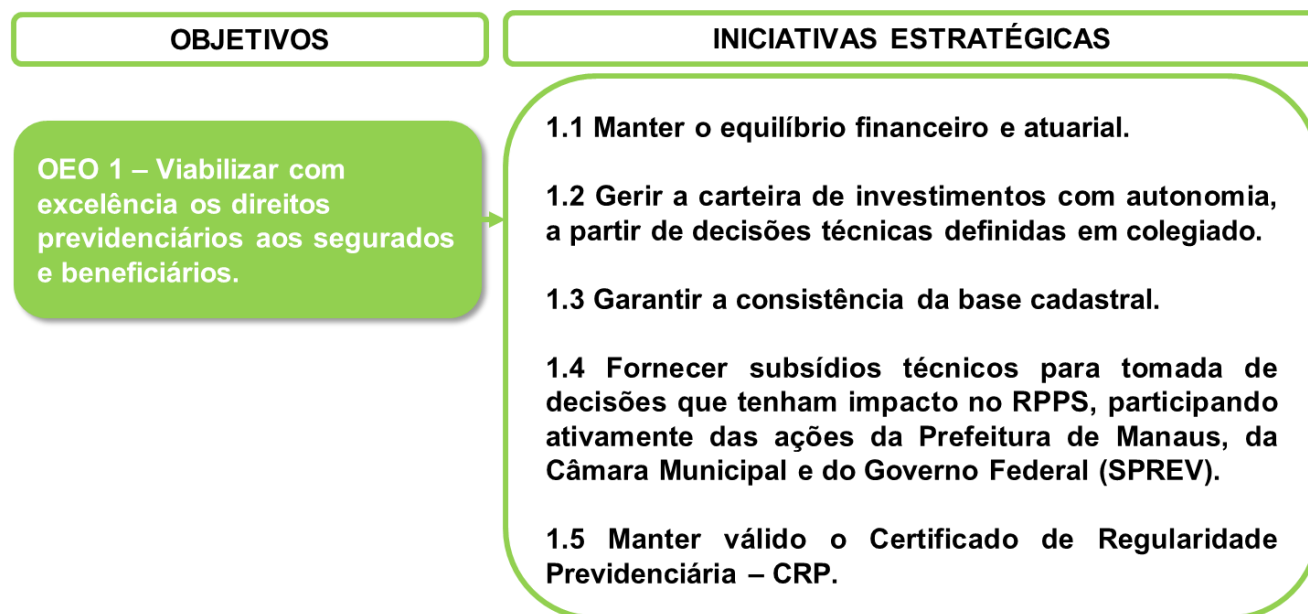 OBJETIVOS
INICIATIVAS ESTRATÉGICAS
OEO 1 – Viabilizar com
excelência os direitos
previdenciários aos segurados
e beneficiários.
1.1 Manter o equilíbrio financeiro e atuarial.
1.2 Gerir a carteira de investimentos com autonomia,
a partir de decisões técnicas definidas em colegiado.
1.3 Garantir a consistência da base cadastral.
1.4 Fornecer subsídios técnicos para tomada de
decisões que tenham impacto no RPPS, participando
ativamente das ações da Prefeitura de Manaus, da
Câmara Municipal e do Governo Federal (SPREV).
1.5 Manter válido o Certificado de Regularidade
Previdenciária – CRP.